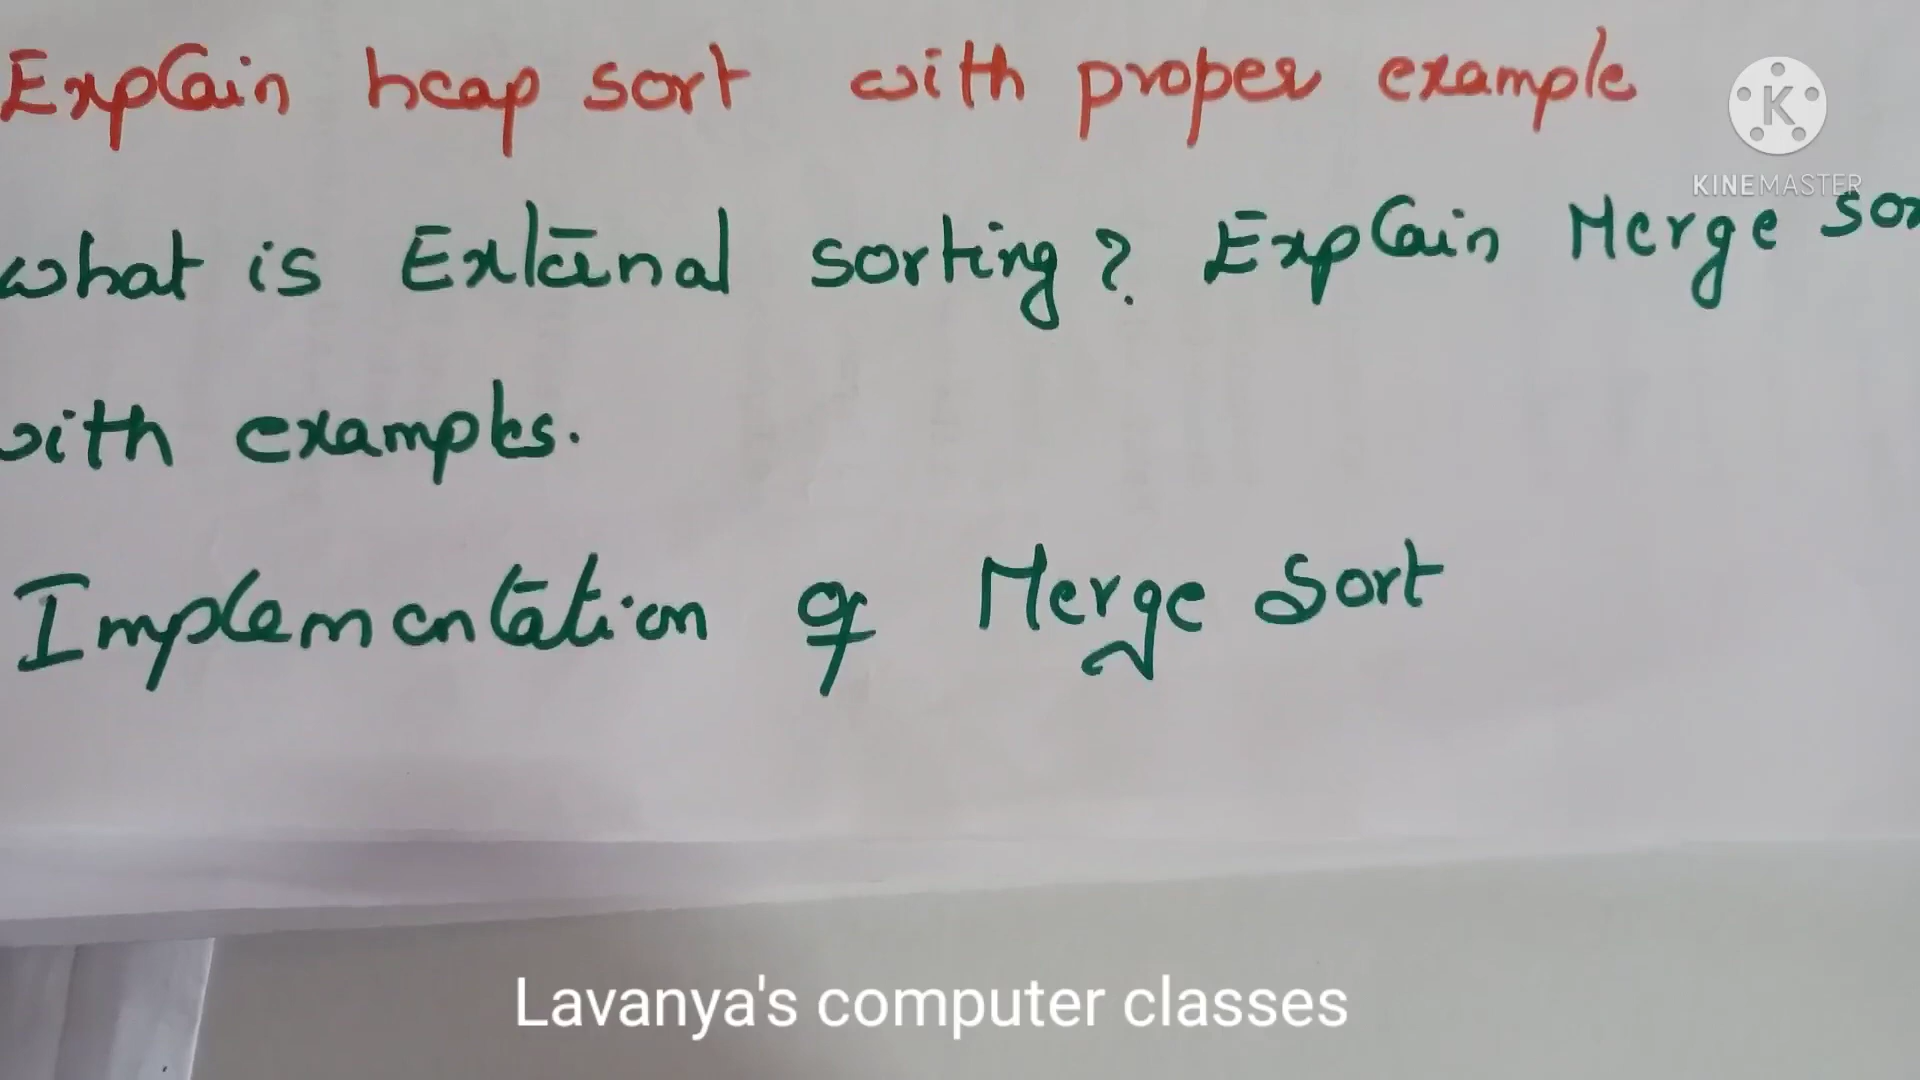 Explain heap sort with proper example
KINEMASTER
what is External sorting? Explain Merge
with examples.
Implementation of Merge Sort
Lavanya's computer classes